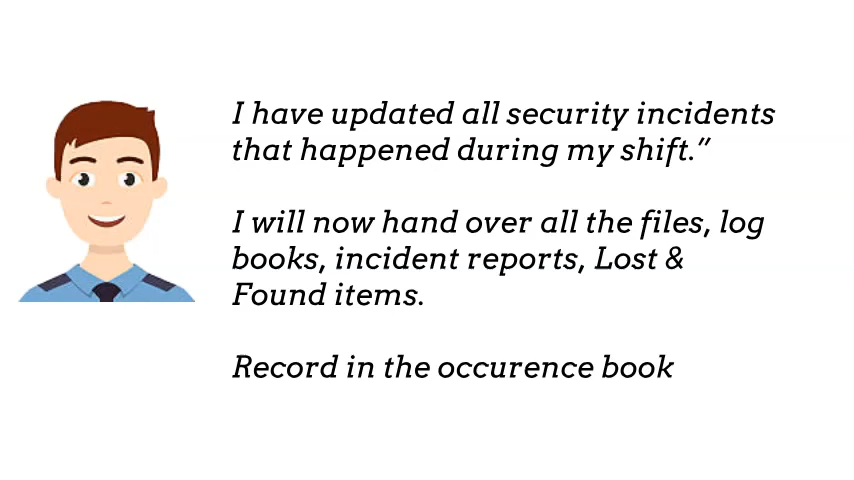 I have updated all security incidents
that happened during my shift.”
I will now hand over all the files, log
books, incident reports, Lost &
Found items.
Record in the occurence book